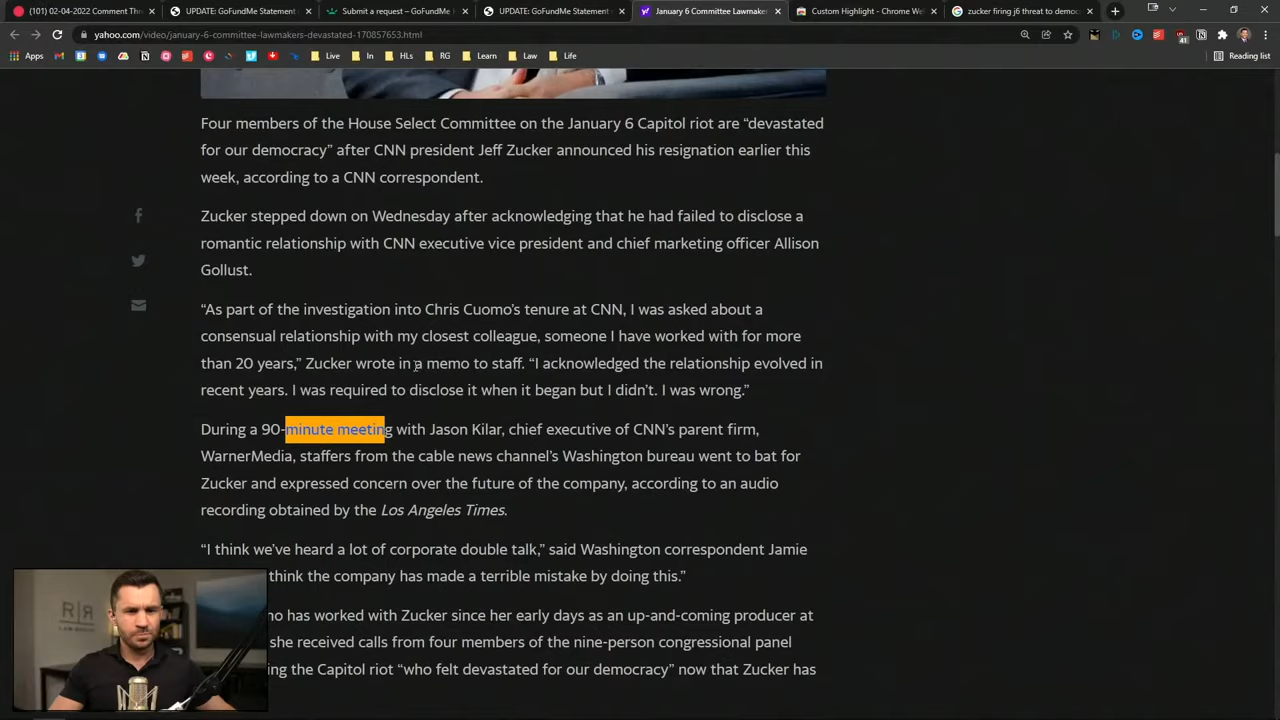 (101) 02-04-2022 Comment Thr
UPDATE: GoFundMe Statement
Submit a request – GoFundMe H
UPDATE: GoFundMe Statement
January 6 Committee Lawmaker
Custom Highlight - Chrome We
zucker firing j6 threat to demo
yahoo.com/video/january-6-committee-lawmakers-devastated-170857653.html
Apps Live In HLs RG Learn Law Life Reading list
Four members of the House Select Committee on the January 6 Capitol riot are “devastated
for our democracy” after CNN president Jeff Zucker announced his resignation earlier this
week, according to a CNN correspondent.
Zucker stepped down on Wednesday after acknowledging that he had failed to disclose a
romantic relationship with CNN executive vice president and chief marketing officer Allison
Gollust.
“As part of the investigation into Chris Cuomo’s tenure at CNN, I was asked about a
consensual relationship with my closest colleague, someone I have worked with for more
than 20 years,” Zucker wrote in a memo to staff. “I acknowledged the relationship evolved in
recent years. I was required to disclose it when it began but I didn’t. I was wrong.”
During a 90-minute meeting with Jason Kilar, chief executive of CNN’s parent firm,
WarnerMedia, staffers from the cable news channel’s Washington bureau went to bat for
Zucker and expressed concern over the future of the company, according to an audio
recording obtained by the Los Angeles Times.
“I think we’ve heard a lot of corporate double talk,” said Washington correspondent Jamie
think the company has made a terrible mistake by doing this.”
ho has worked with Zucker since her early days as an up-and-coming producer at
she received calls from four members of the nine-person congressional panel
ing the Capitol riot “who felt devastated for our democracy” now that Zucker has
R|R